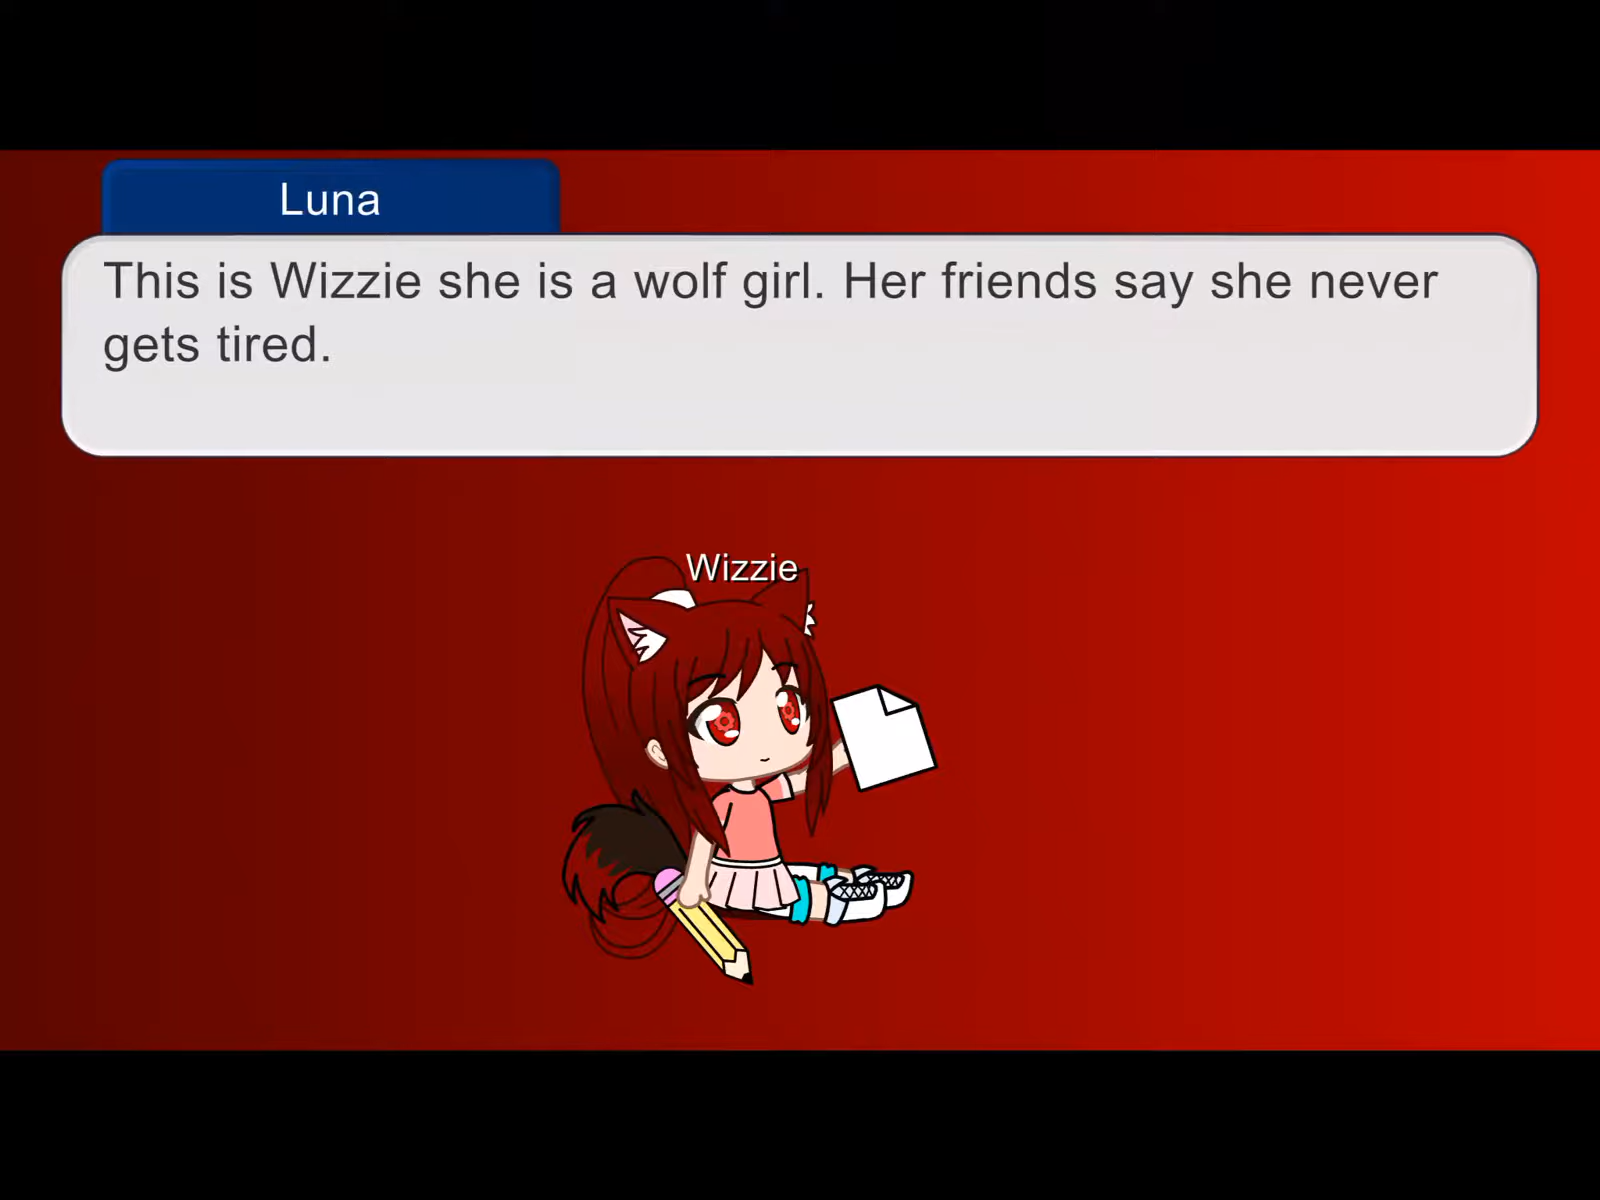 Luna
This is Wizzie she is a wolf girl. Her friends say she never
gets tired.
Wizzie